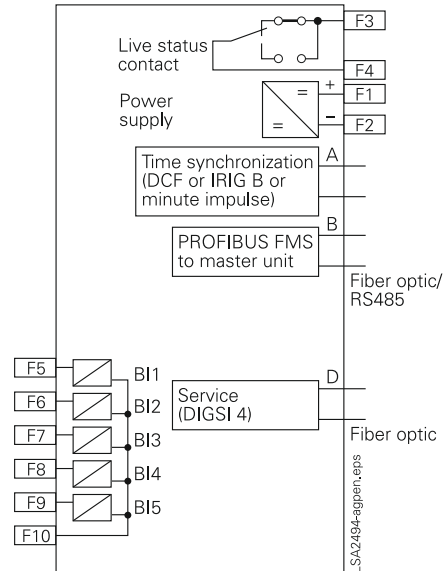 F3
Live status
contact
F4
+
F1
Power
supply
=
=
−
F2
Time synchronization
(DCF or IRIG B or
minute impulse)
A
PROFIBUS FMS
to master unit
B
Fiber optic/
RS485
F5
BI1
F6
BI2
F7
BI3
F8
BI4
F9
BI5
F10
Service
(DIGSI 4)
D
Fiber optic
LSA2494-agpen.eps